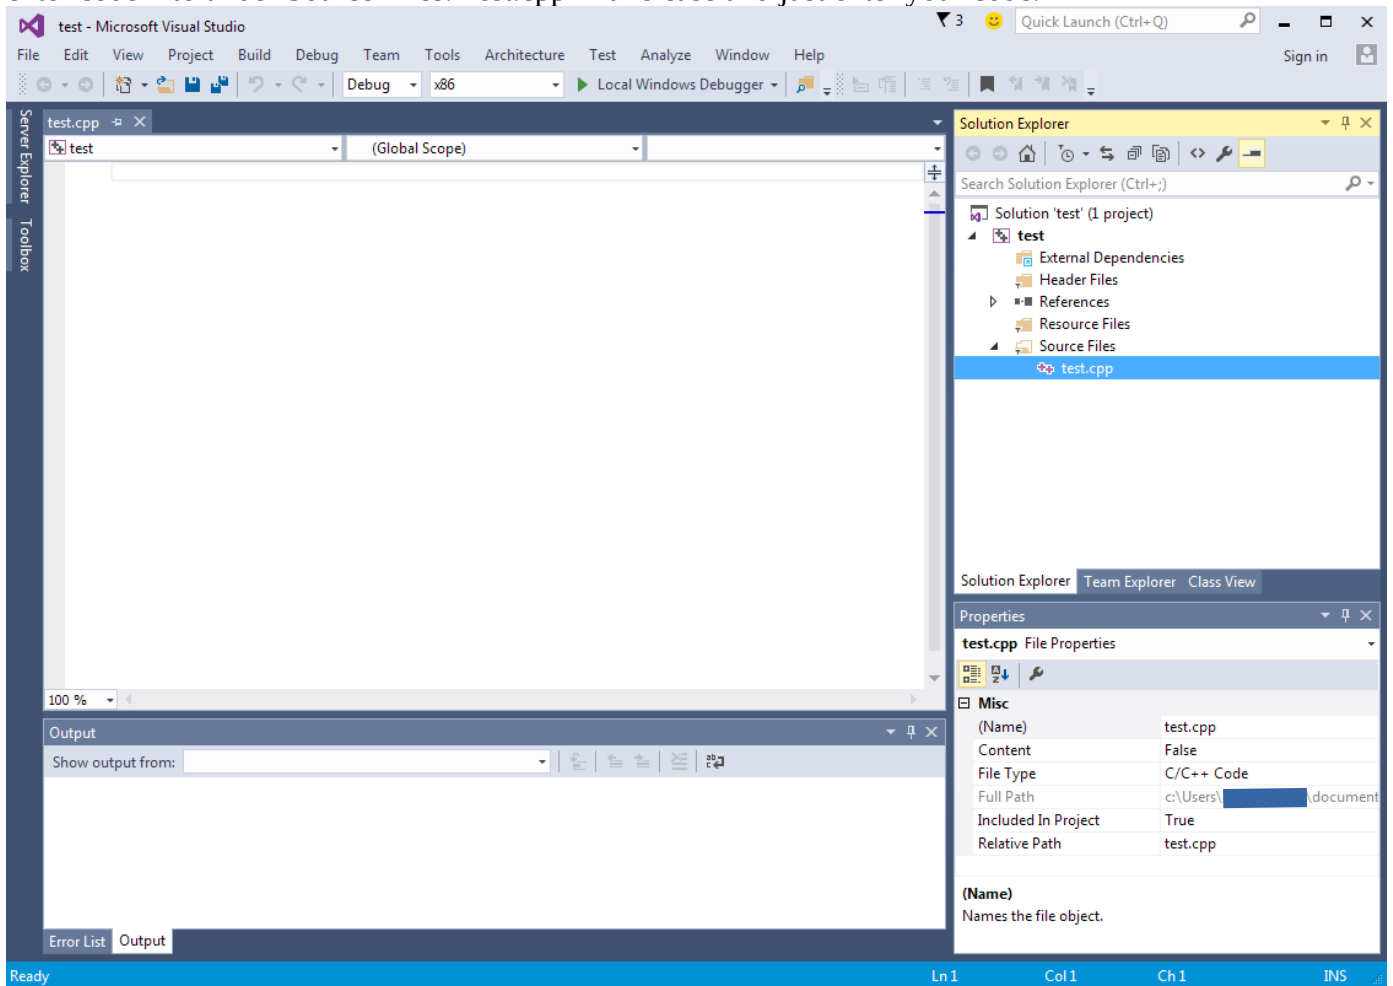 test - Microsoft Visual Studio
3
Quick Launch (Ctrl+Q)
File Edit View Project Build Debug Team Tools Architecture Test Analyze Window Help
Sign in
Debug x86 Local Windows Debugger
Server Explorer
Toolbox
test.cpp
test
(Global Scope)
100 %
Output
Show output from:
Error List Output
Solution Explorer
Search Solution Explorer (Ctrl+;)
Solution 'test' (1 project)
test
External Dependencies
Header Files
References
Resource Files
Source Files
test.cpp
Solution Explorer Team Explorer Class View
Properties
test.cpp File Properties
Misc
(Name) test.cpp
Content False
File Type C/C++ Code
Full Path c:\Users\ \document
Included In Project True
Relative Path test.cpp
(Name)
Names the file object.
Ready Ln 1 Col 1 Ch 1 INS